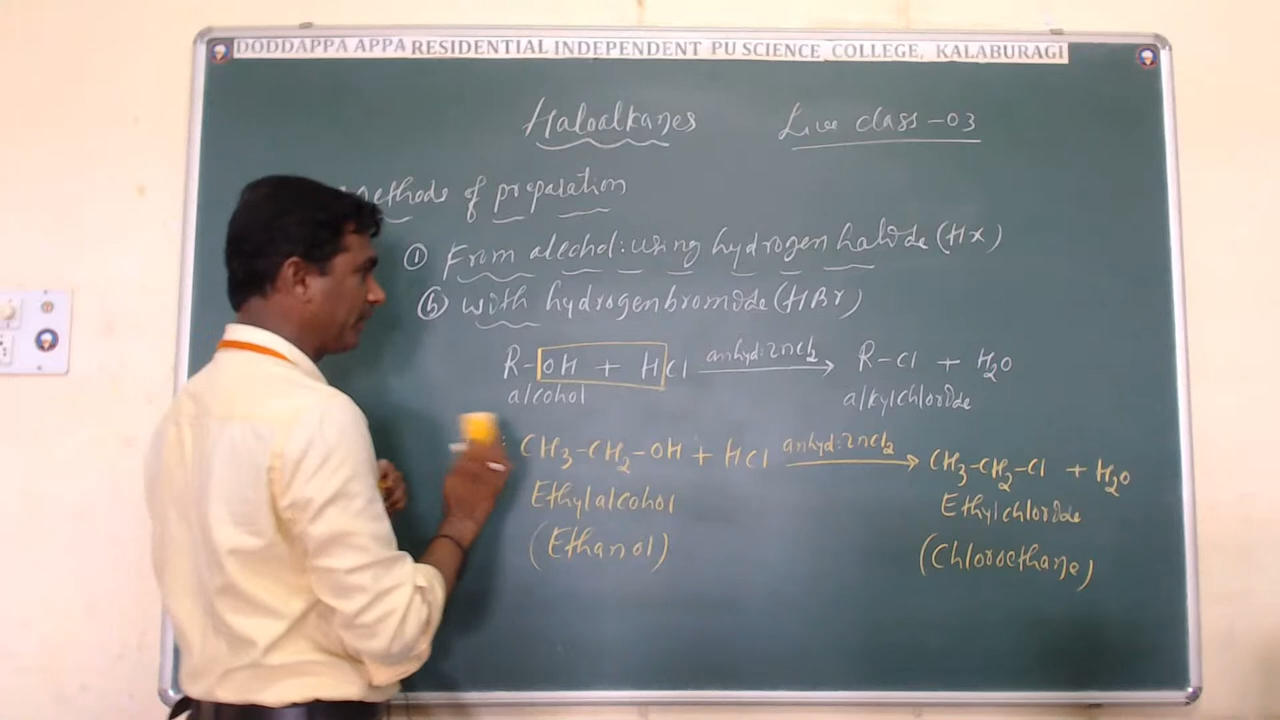 DODDAPPA APPA RESIDENTIAL INDEPENDENT PU SCIENCE COLLEGE, KALABURAGI
Haloalkanes Live class-03
methods of preparation
① From alcohol: using hydrogen halide (HX)
ⓑ with hydrogenbromide (HBr)
R-OH + HCl anhyd:ZnCl₂ → R-Cl + H₂O
alcohol alkylchloride
: CH₃-CH₂-OH + HCl anhyd:ZnCl₂ → CH₃-CH₂-Cl + H₂O
Ethylalcohol Ethylchloride
(Ethanol) (Chloroethane)